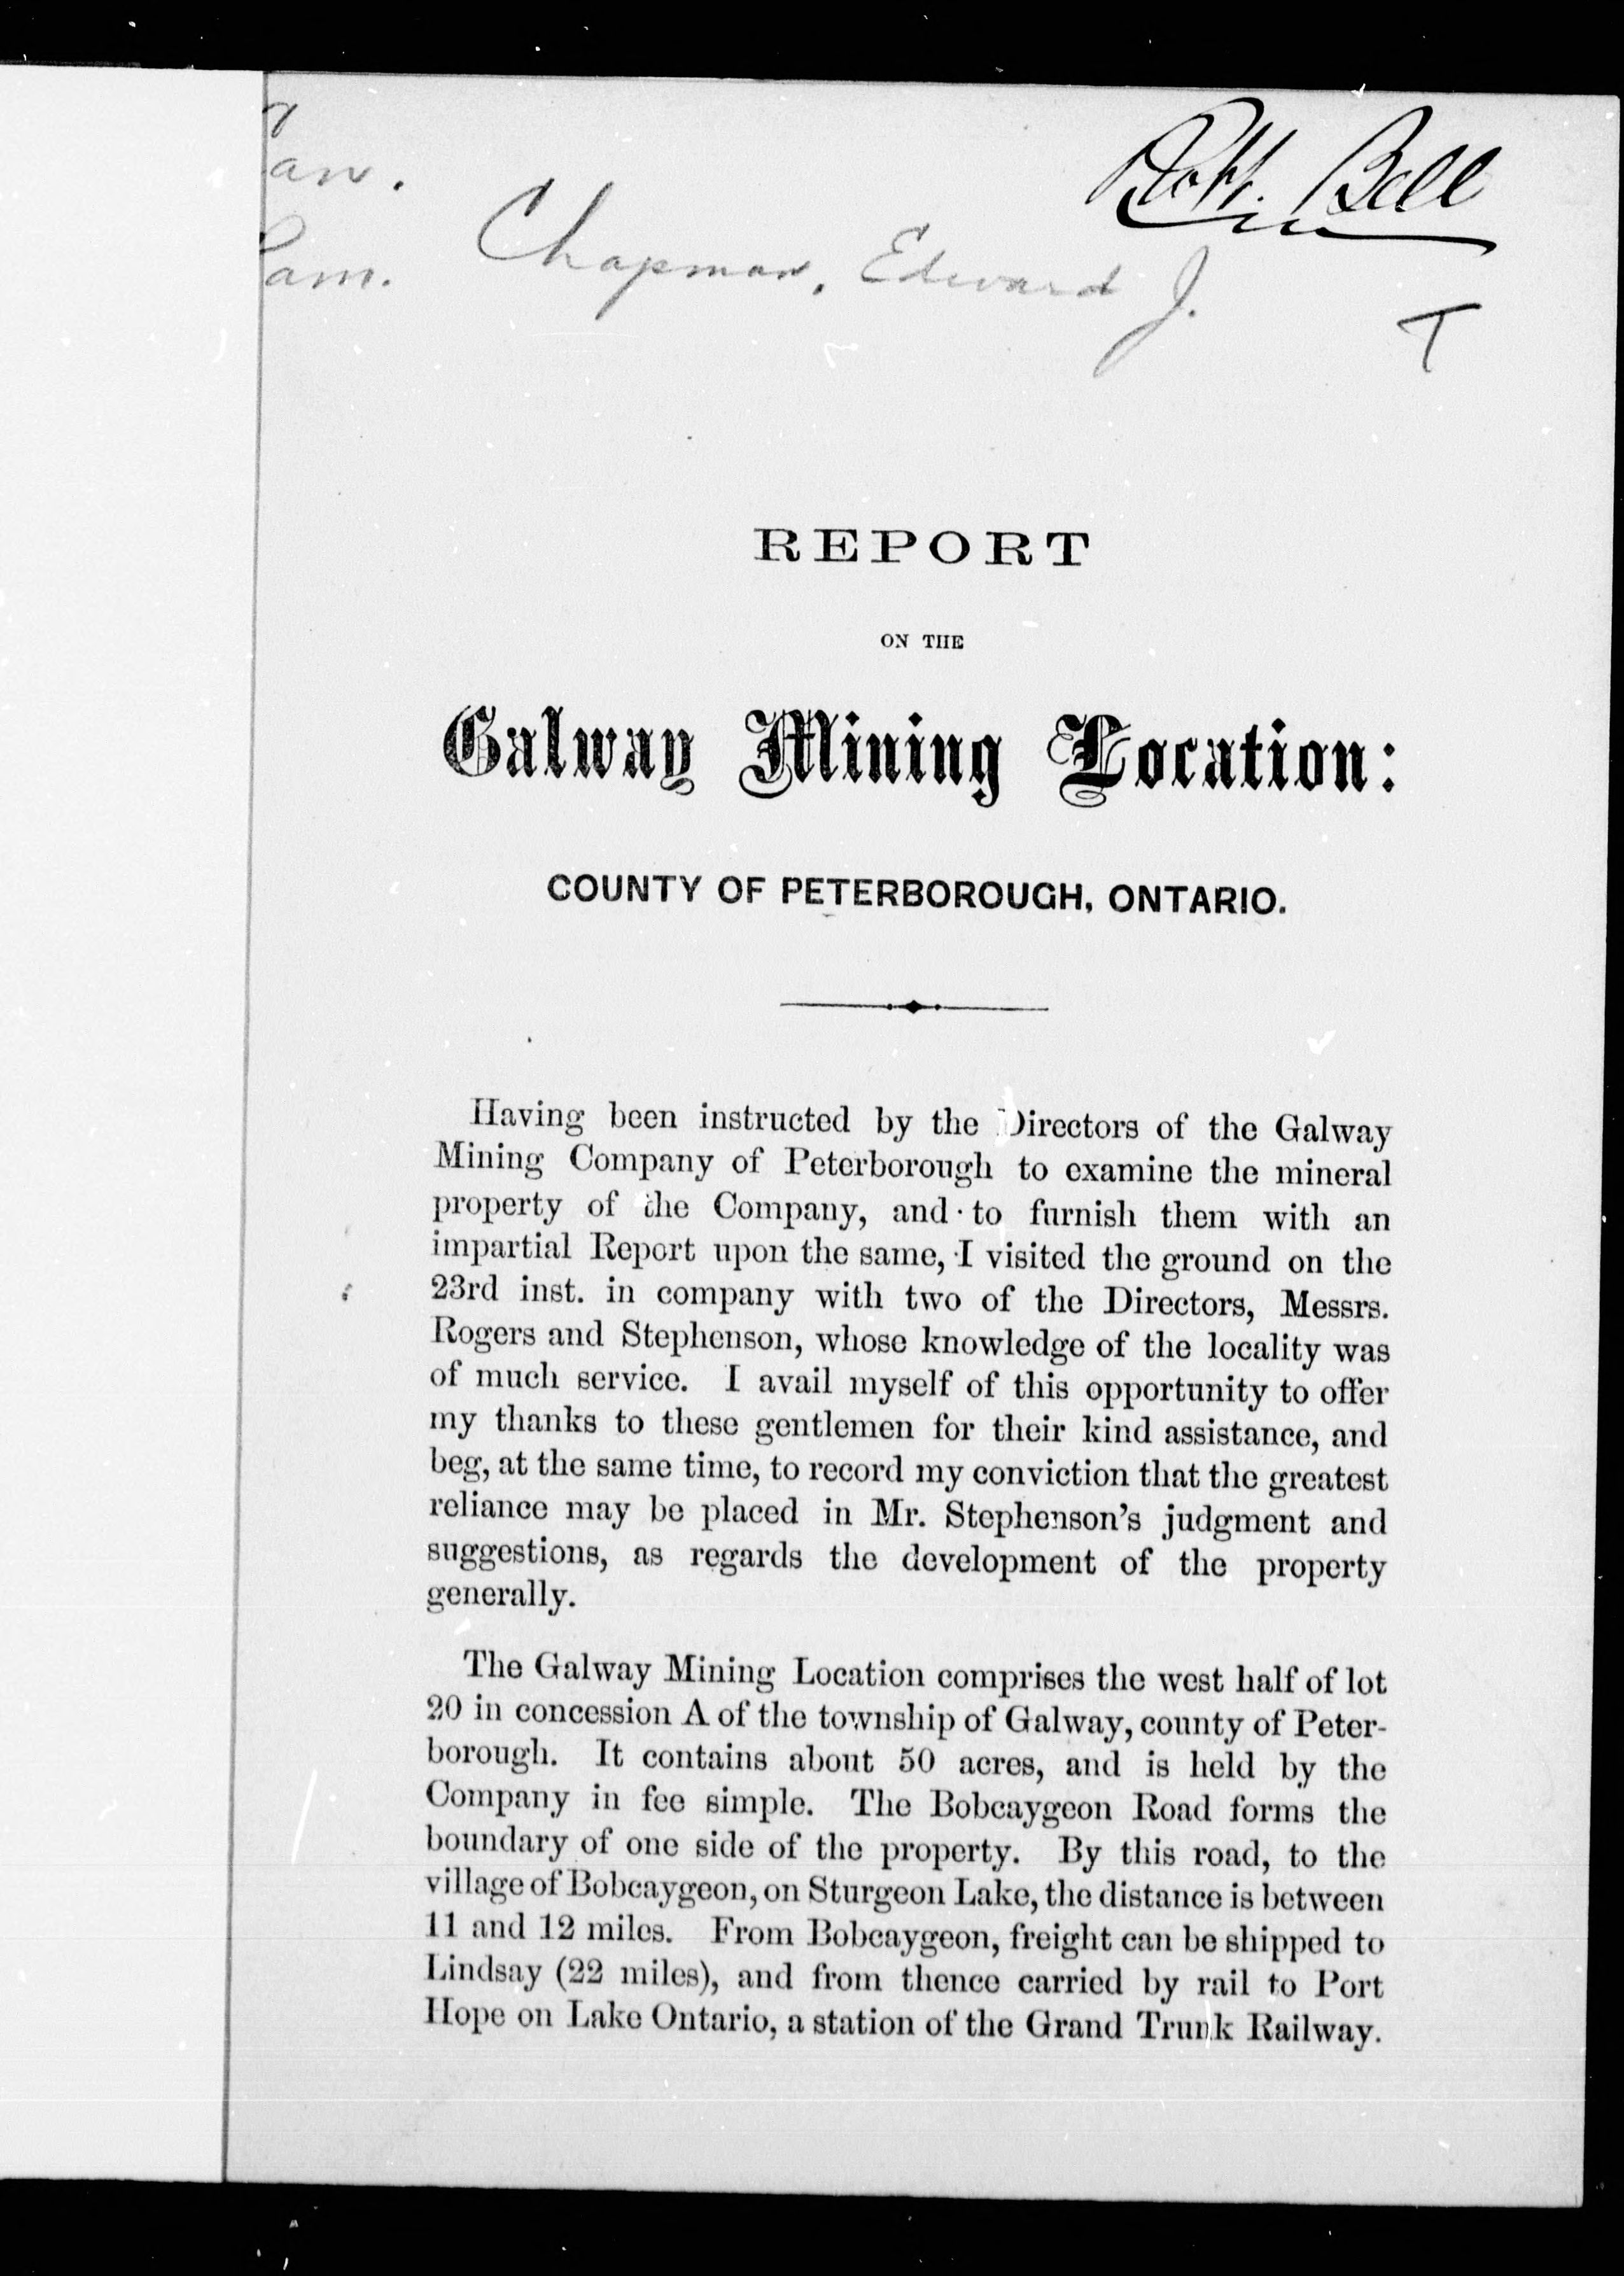 Can.
Pam.
Robt. Bell
Chapman, Edward J.
T
REPORT
ON THE
Galway Mining Location:
COUNTY OF PETERBOROUGH, ONTARIO.
Having been instructed by the Directors of the Galway
Mining Company of Peterborough to examine the mineral
property of the Company, and to furnish them with an
impartial Report upon the same, I visited the ground on the
23rd inst. in company with two of the Directors, Messrs.
Rogers and Stephenson, whose knowledge of the locality was
of much service. I avail myself of this opportunity to offer
my thanks to these gentlemen for their kind assistance, and
beg, at the same time, to record my conviction that the greatest
reliance may be placed in Mr. Stephenson's judgment and
suggestions, as regards the development of the property
generally.
The Galway Mining Location comprises the west half of lot
20 in concession A of the township of Galway, county of Peter-
borough. It contains about 50 acres, and is held by the
Company in fee simple. The Bobcaygeon Road forms the
boundary of one side of the property. By this road, to the
village of Bobcaygeon, on Sturgeon Lake, the distance is between
11 and 12 miles. From Bobcaygeon, freight can be shipped to
Lindsay (22 miles), and from thence carried by rail to Port
Hope on Lake Ontario, a station of the Grand Trunk Railway.